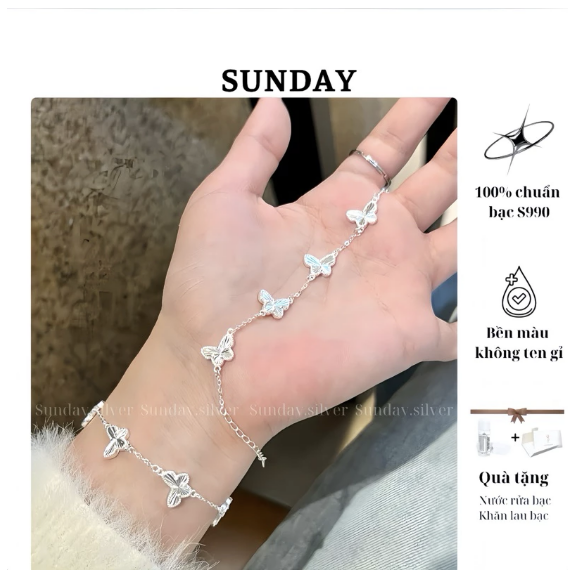 SUNDAY
100% chuẩn
bạc S990
Bền màu
không ten gỉ
Sunday.silver Sunday.silver Sunday.silver Sunday.silver
Quà tặng
Nước rửa bạc
Khăn lau bạc